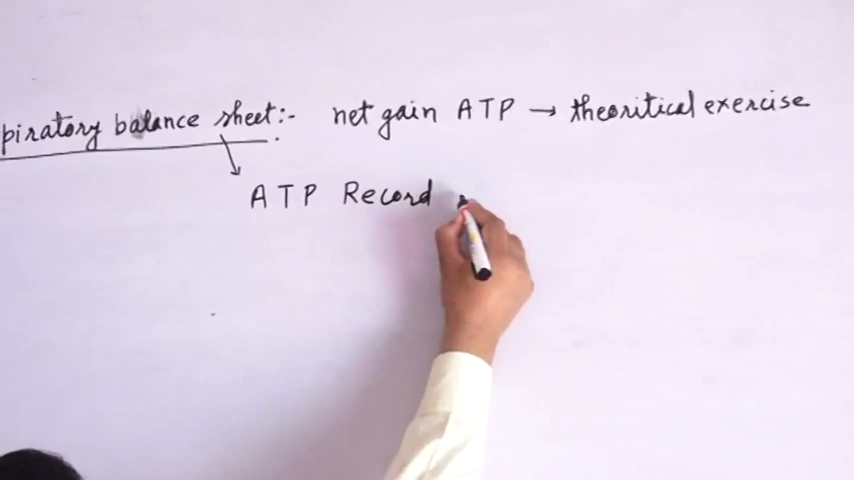 piratory balance sheet:- net gain ATP → theoritical exercise
ATP Record